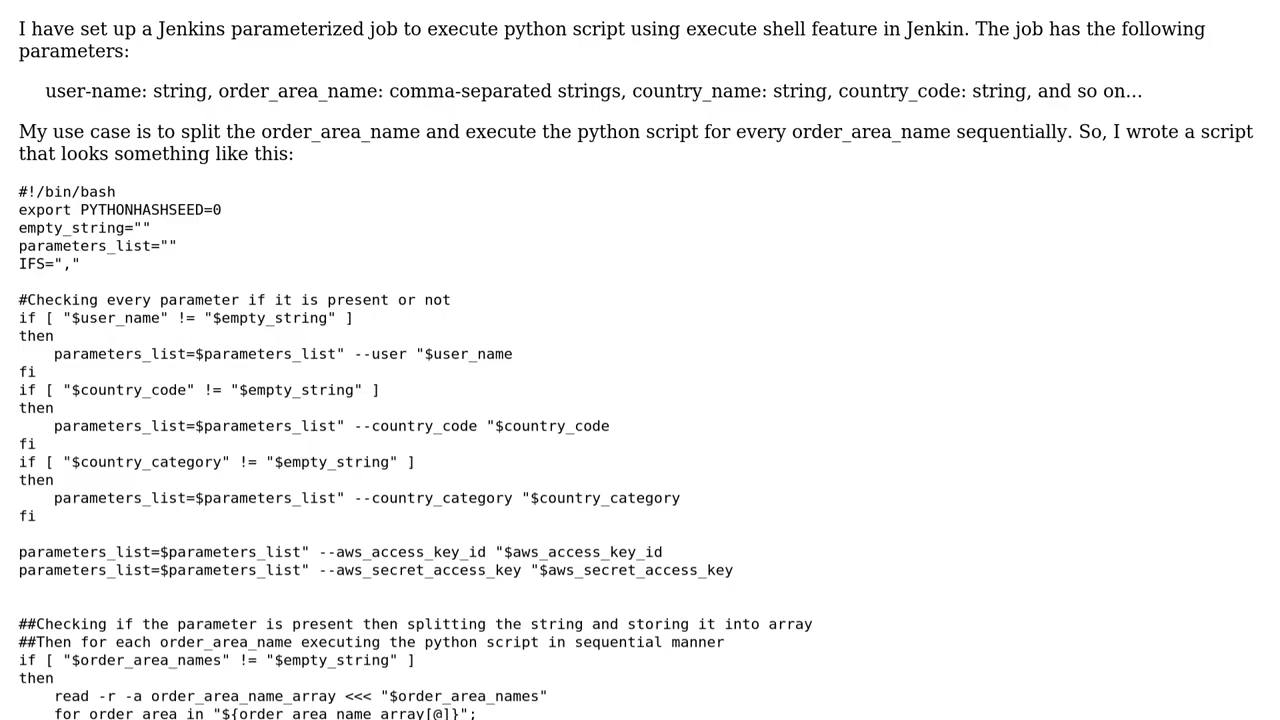 I have set up a Jenkins parameterized job to execute python script using execute shell feature in Jenkin. The job has the following
parameters:
user-name: string, order_area_name: comma-separated strings, country_name: string, country_code: string, and so on...
My use case is to split the order_area_name and execute the python script for every order_area_name sequentially. So, I wrote a script
that looks something like this:
#!/bin/bash
export PYTHONHASHSEED=0
empty_string=""
parameters_list=""
IFS=","
#Checking every parameter if it is present or not
if [ "$user_name" != "$empty_string" ]
then
    parameters_list=$parameters_list" --user "$user_name
fi
if [ "$country_code" != "$empty_string" ]
then
    parameters_list=$parameters_list" --country_code "$country_code
fi
if [ "$country_category" != "$empty_string" ]
then
    parameters_list=$parameters_list" --country_category "$country_category
fi
parameters_list=$parameters_list" --aws_access_key_id "$aws_access_key_id
parameters_list=$parameters_list" --aws_secret_access_key "$aws_secret_access_key
##Checking if the parameter is present then splitting the string and storing it into array
##Then for each order_area_name executing the python script in sequential manner
if [ "$order_area_names" != "$empty_string" ]
then
    read -r -a order_area_name_array <<< "$order_area_names"
    for order_area in "${order_area_name_array[@]}";